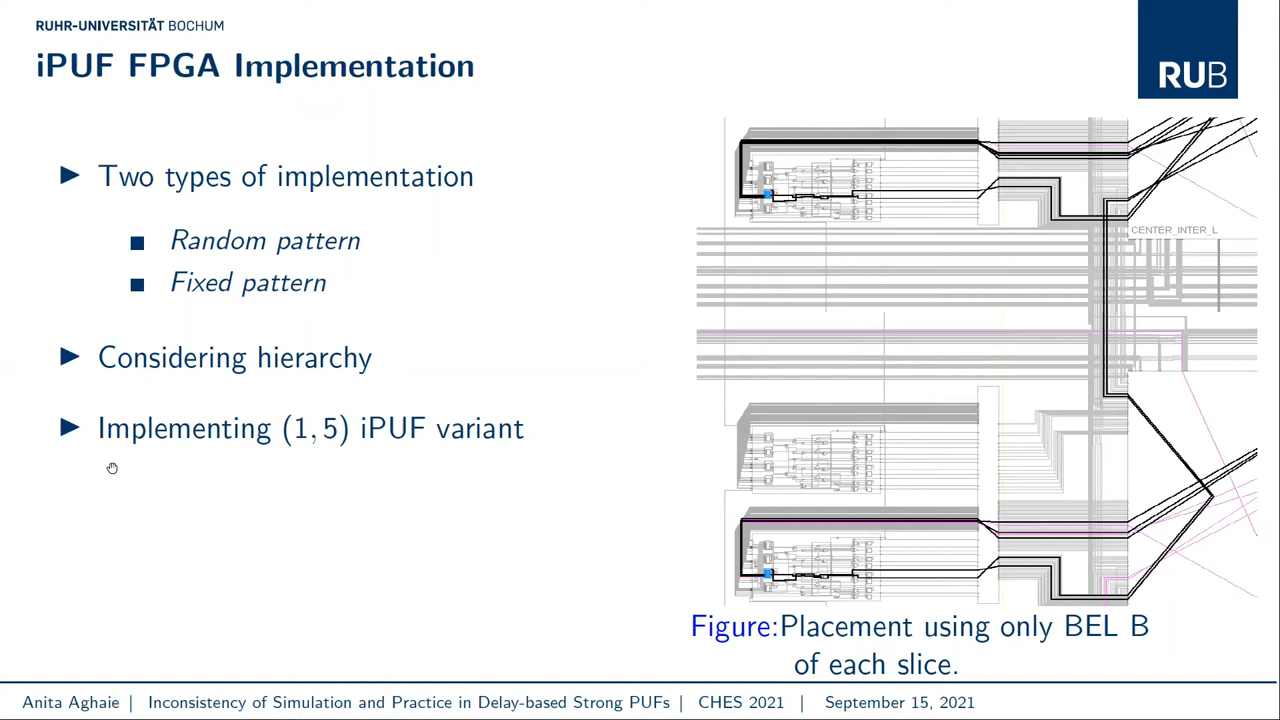 RUHR-UNIVERSITÄT BOCHUM
iPUF FPGA Implementation
RUB
Two types of implementation
Random pattern
Fixed pattern
Considering hierarchy
Implementing (1, 5) iPUF variant
CENTER_INTER_L
Figure:Placement using only BEL B
of each slice.
Anita Aghaie | Inconsistency of Simulation and Practice in Delay-based Strong PUFs | CHES 2021 | September 15, 2021